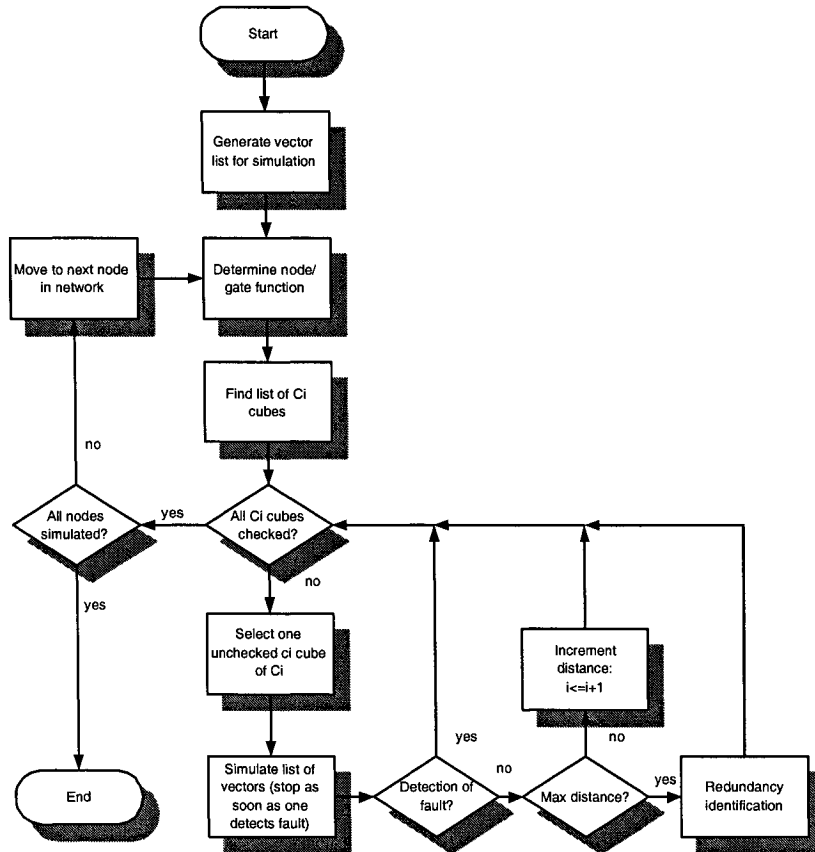 Start
Generate vector
list for simulation
Move to next node
in network
Determine node/
gate function
Find list of Ci
cubes
no
All nodes
simulated?
yes
All Ci cubes
checked?
yes
no
Select one
unchecked ci cube
of Ci
Increment
distance:
i<=i+1
yes
no
End
Simulate list of
vectors (stop as
soon as one
detects fault)
Detection of
fault?
no
Max distance?
yes
Redundancy
identification